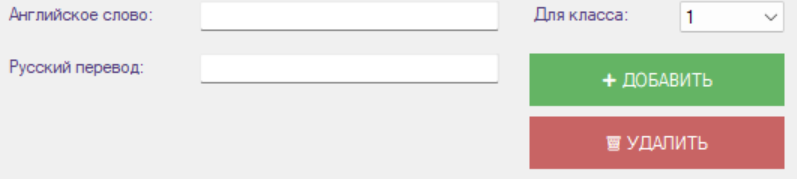 Английское слово:
Для класса:
1
Русский перевод:
+ ДОБАВИТЬ
УДАЛИТЬ